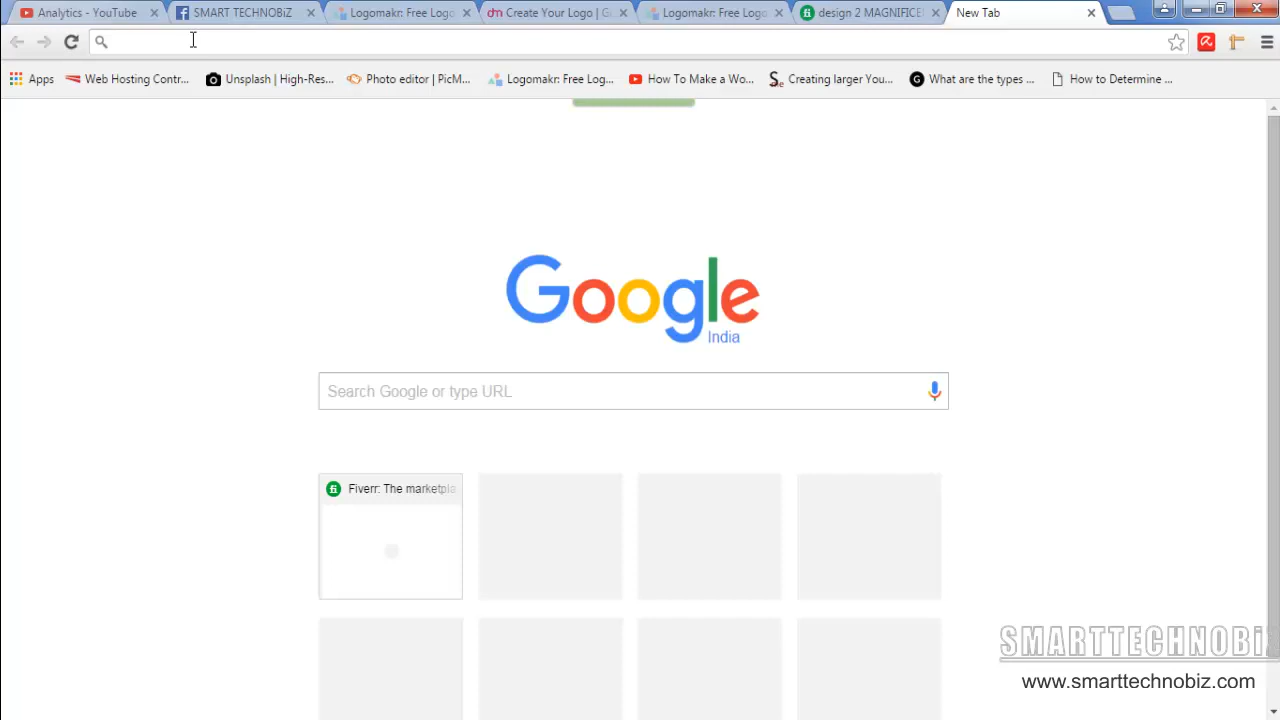 Analytics - YouTube
SMART TECHNOBiZ
Logomakr: Free Logo
Create Your Logo | G
Logomakr: Free Logo
design 2 MAGNIFICE
New Tab
Apps
Web Hosting Contr...
Unsplash | High-Res...
Photo editor | PicM...
Logomakr: Free Log...
How To Make a Wo...
Creating larger You...
What are the types ...
How to Determine ...
Google
India
Search Google or type URL
Fiverr: The marketpla
SMARTTECHNOBi
www.smarttechnobiz.com